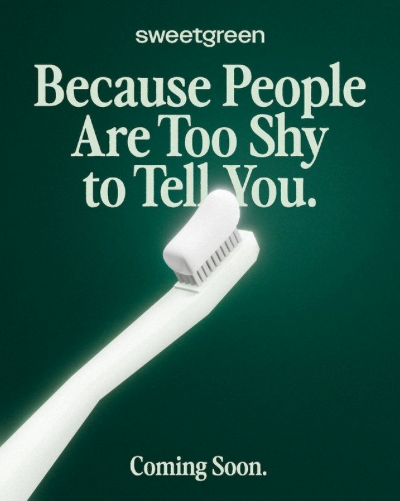 sweetgreen
Because People
Are Too Shy
to Tell You.
Coming Soon.